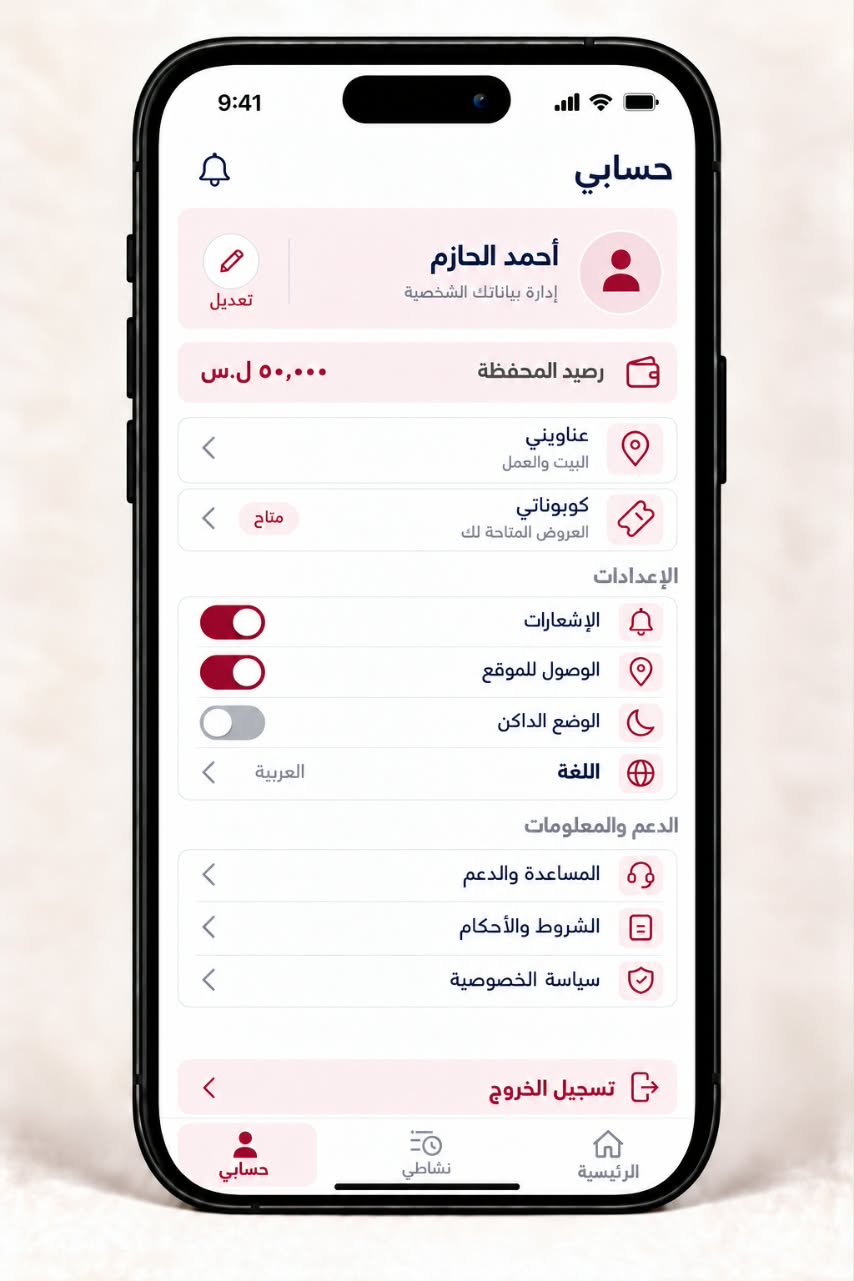 9:41
حسابي
أحمد الحازم
إدارة بياناتك الشخصية
تعديل
رصيد المحفظة
٥٠,٠٠٠ ل.س
عناويني
البيت والعمل
كوبوناتي
العروض المتاحة لك
متاح
الإعدادات
الإشعارات
الوصول للموقع
الوضع الداكن
اللغة
العربية
الدعم والمعلومات
المساعدة والدعم
الشروط والأحكام
سياسة الخصوصية
تسجيل الخروج
الرئيسية
نشاطي
حسابي